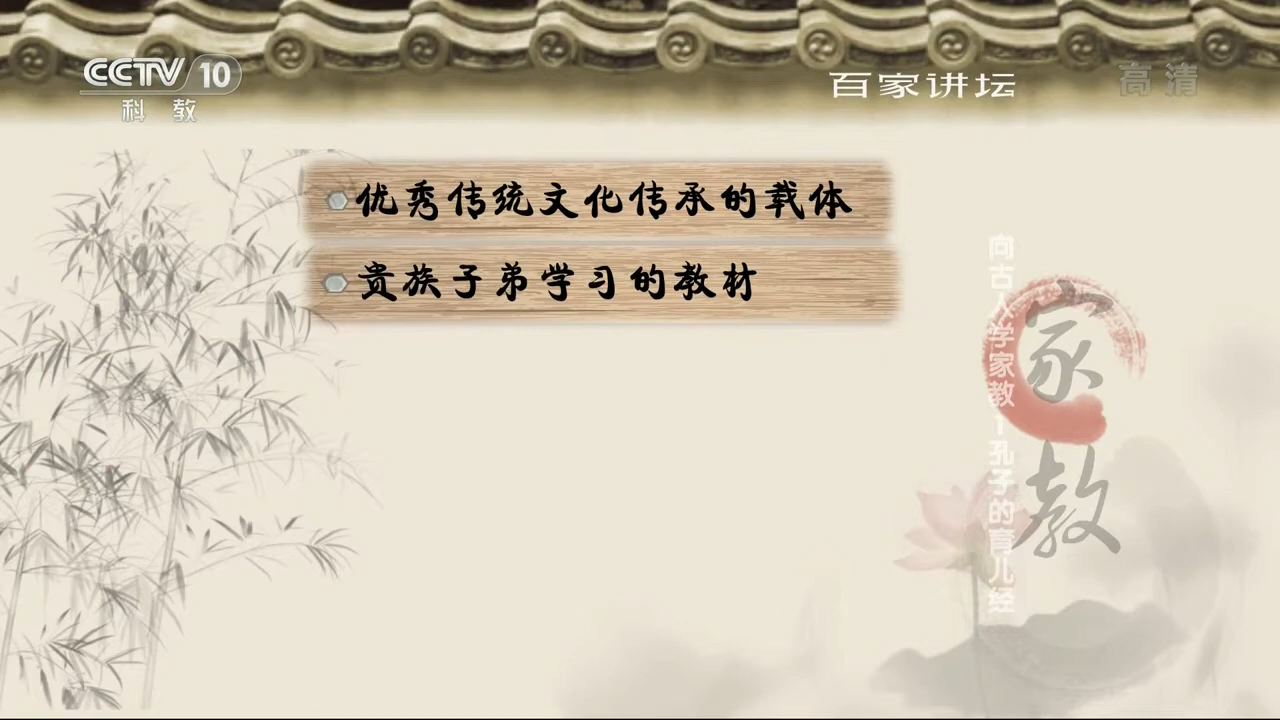 CCTV 10
科教
百家讲坛
高清
优秀传统文化传承的载体
贵族子弟学习的教材
向古人学家教-1孔子的育儿经
家教